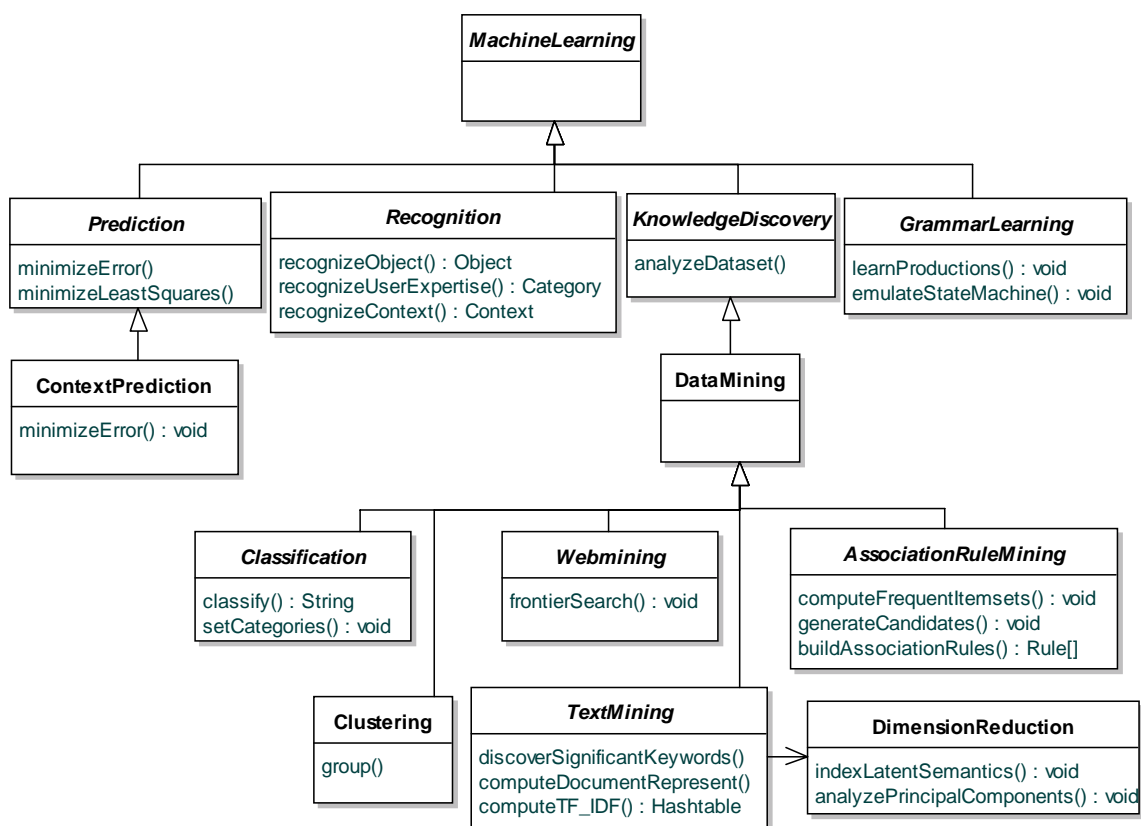 MachineLearning
Prediction
minimizeError()
minimizeLeastSquares()
Recognition
recognizeObject() : Object
recognizeUserExpertise() : Category
recognizeContext() : Context
KnowledgeDiscovery
analyzeDataset()
GrammarLearning
learnProductions() : void
emulateStateMachine() : void
ContextPrediction
minimizeError() : void
DataMining
Classification
classify() : String
setCategories() : void
Webmining
frontierSearch() : void
AssociationRuleMining
computeFrequentItemsets() : void
generateCandidates() : void
buildAssociationRules() : Rule[]
Clustering
group()
TextMining
discoverSignificantKeywords()
computeDocumentRepresent()
computeTF_IDF() : Hashtable
DimensionReduction
indexLatentSemantics() : void
analyzePrincipalComponents() : void